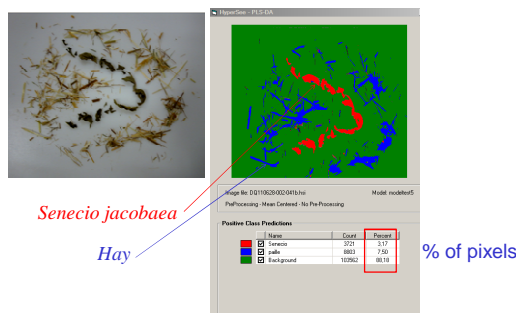 HyperSee - PLS-DA
Image file: DQ110628-002-041b.hsi Model: modeltest5
PreProcessing - Mean Centered - No Pre-Processing
Senecio jacobaea
Positive Class Predictions
Name Count Percent
Senecio 3721 3,17
Hay
paille 8803 7,50
% of pixels
Background 103562 88,18